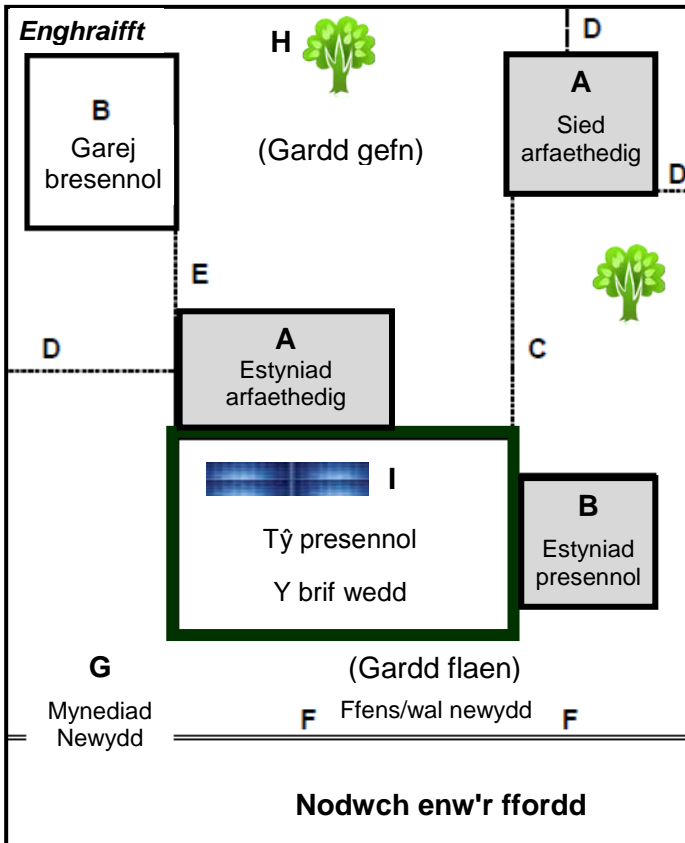 Enghraifft
H
D
B
Garej
bresennol
(Gardd gefn)
A
Sied
arfaethedig
D
E
D
A
Estyniad
arfaethedig
C
I
Tŷ presennol
Y brif wedd
B
Estyniad
presennol
G
Mynediad
Newydd
(Gardd flaen)
F Ffens/wal newydd F
Nodwch enw'r ffordd